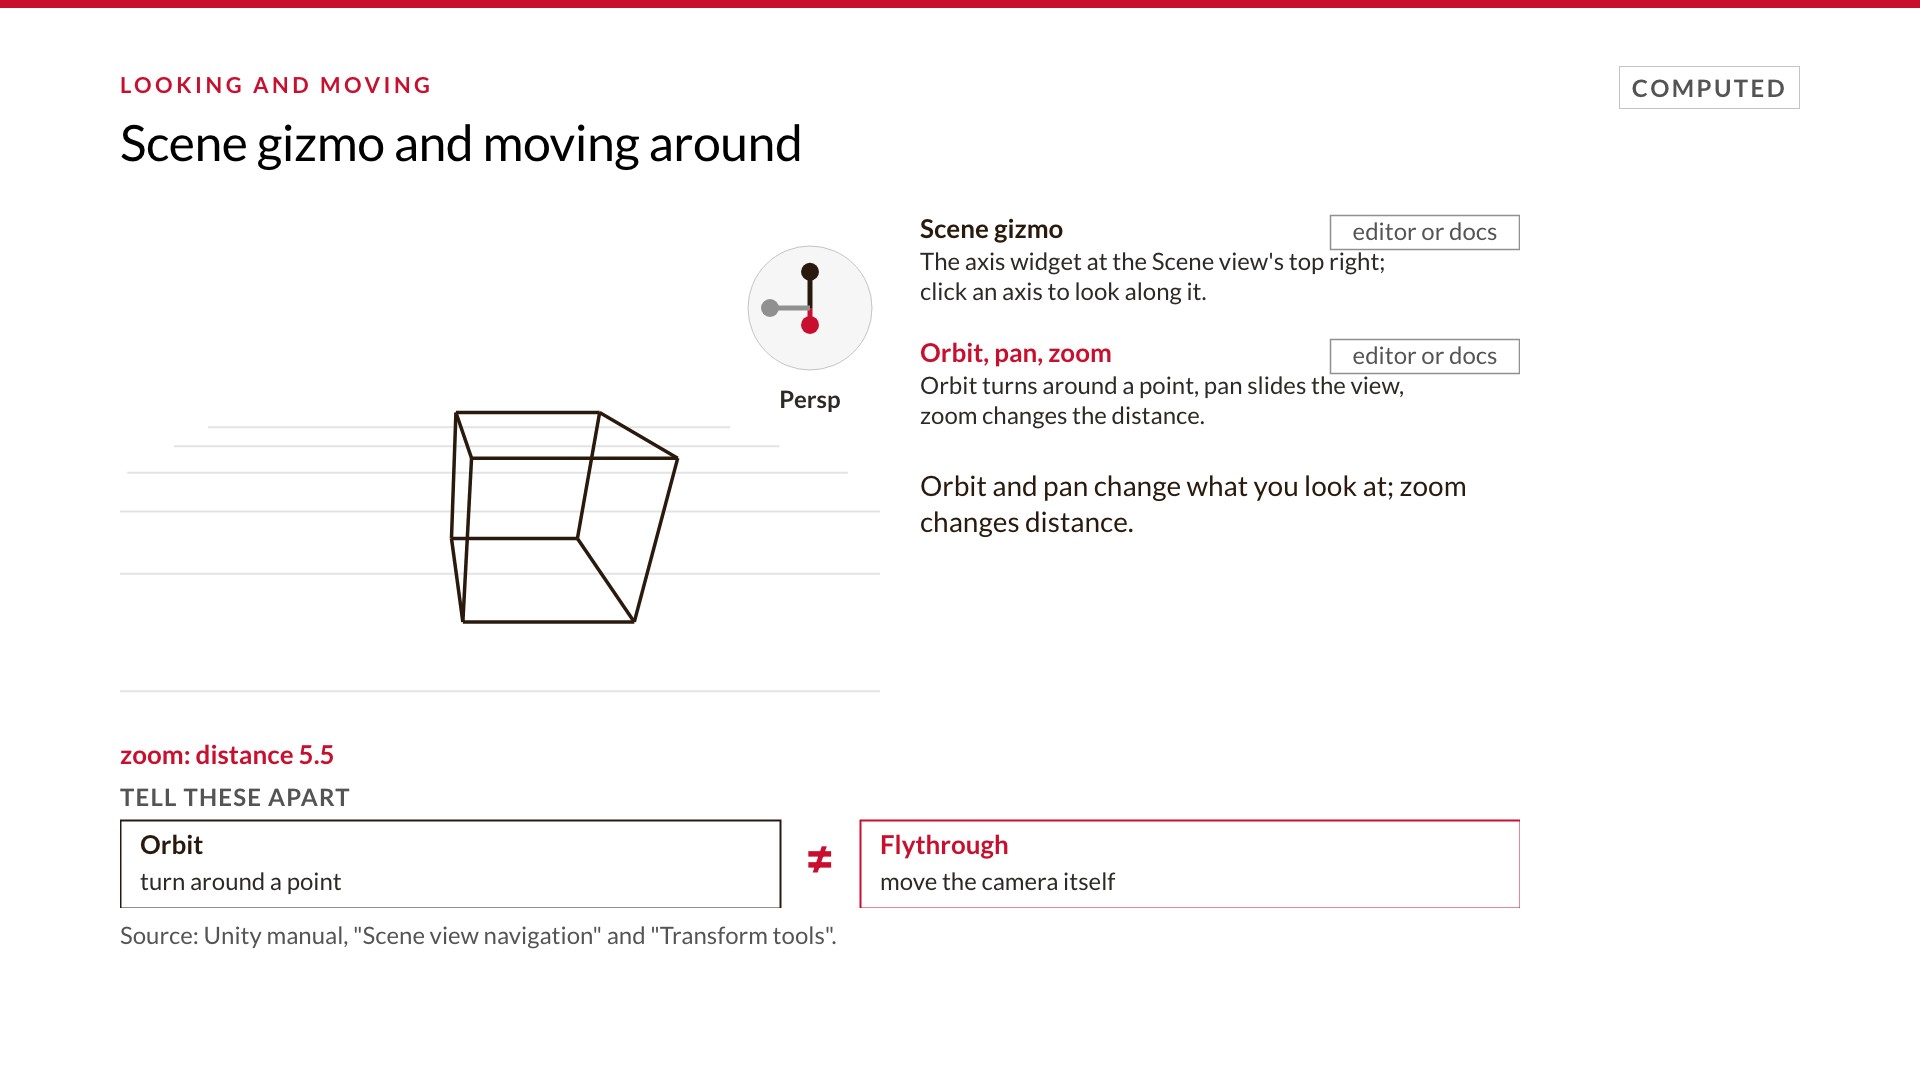 LOOKING AND MOVING
COMPUTED
Scene gizmo and moving around
Persp
Scene gizmo
editor or docs
The axis widget at the Scene view's top right;
click an axis to look along it.
Orbit, pan, zoom
editor or docs
Orbit turns around a point, pan slides the view,
zoom changes the distance.
Orbit and pan change what you look at; zoom
changes distance.
zoom: distance 5.5
TELL THESE APART
Orbit
turn around a point
≠
Flythrough
move the camera itself
Source: Unity manual, "Scene view navigation" and "Transform tools".